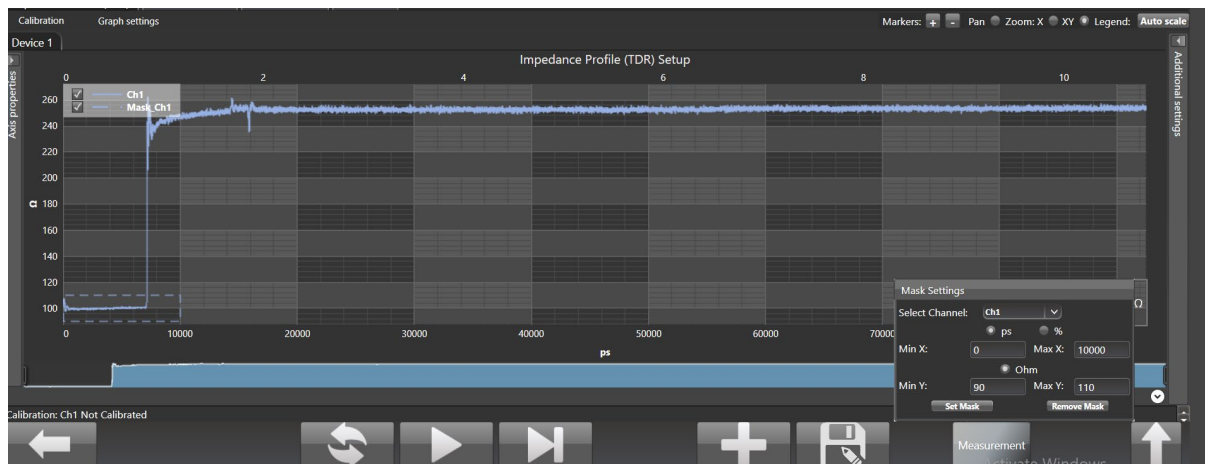 Calibration Graph settings Markers: + - Pan Zoom: X XY Legend: Auto scale
Device 1
Impedance Profile (TDR) Setup
0 2 4 6 8 10
Axis properties
Additional settings
Ch1
Mask_Ch1
260
240
220
200
Ω 180
160
140
120
100
0 10000 20000 30000 40000 50000 60000 70000
ps
Mask Settings
Select Channel: Ch1
ps %
Min X: 0 Max X: 10000
Ohm
Min Y: 90 Max Y: 110
Set Mask Remove Mask
Ω
Calibration: Ch1 Not Calibrated
Measurement